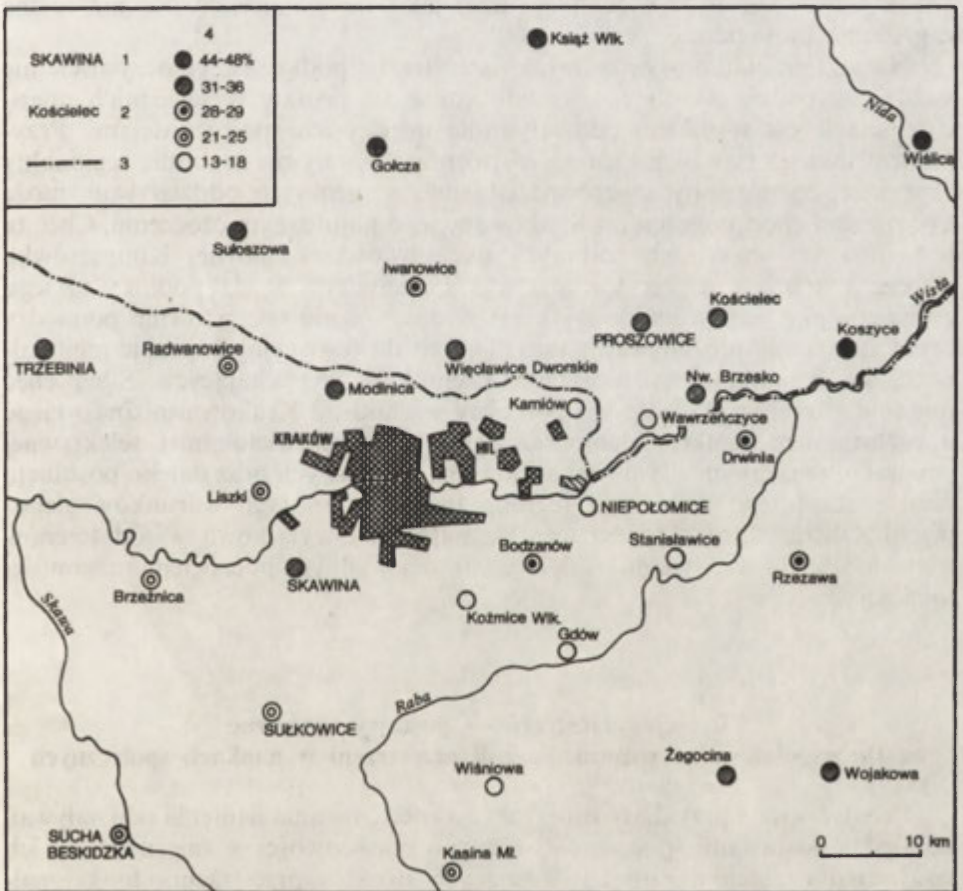 4
SKAWINA 1 44-48%
31-36
Kościelec 2 28-29
21-25
3 13-18
Książ Wlk.
Nida
Wiślica
Gołcza
Sułoszowa
Iwanowice
Wisła
Kościelec
PROSZOWICE
Koszyce
TRZEBINIA
Radwanowice
Więcławice Dworskie
Modlnica
Nw. Brzesko
Karniów
Wawrzeńczyce
KRAKÓW
HiL
Drwinia
Liszki
NIEPOŁOMICE
Bodzanów
Stanisławice
SKAWINA
Rzezawa
Brzeźnica
Skawa
Koźmice Wlk.
Gdów
Raba
SUŁKOWICE
Wiśniowa
Żegocina
Wojakowa
SUCHA
BESKIDZKA
Kasina Mł.
0 10 km